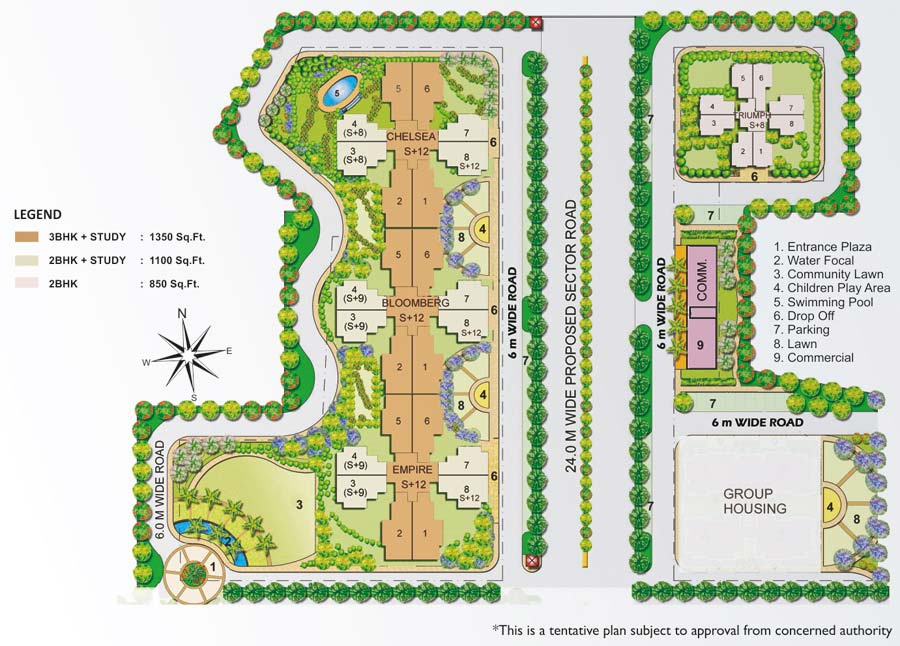 5
5 6
4
(S+8)
3
(S+8)
CHELSEA
S+12
7
8
S+12
6
2 1
8
4
5 6
4
(S+9)
3
(S+9)
BLOOMBERG
S+12
7
8
S+12
6
2 1
8
4
5 6
4
(S+9)
3
(S+9)
EMPIRE
S+12
7
8
S+12
6
2 1
3
2
1
6.0 M WIDE ROAD
6 m WIDE ROAD
7
24.0 M WIDE PROPOSED SECTOR ROAD
7
7
5 6
4
3
TRIUMPH
S+8
7
8
2 1
6
7
6 m WIDE ROAD
COMM.
9
7
6 m WIDE ROAD
GROUP
HOUSING
4
8
LEGEND
3BHK + STUDY : 1350 Sq.Ft.
2BHK + STUDY : 1100 Sq.Ft.
2BHK : 850 Sq.Ft.
N
W
E
S
1. Entrance Plaza
2. Water Focal
3. Community Lawn
4. Children Play Area
5. Swimming Pool
6. Drop Off
7. Parking
8. Lawn
9. Commercial
*This is a tentative plan subject to approval from concerned authority